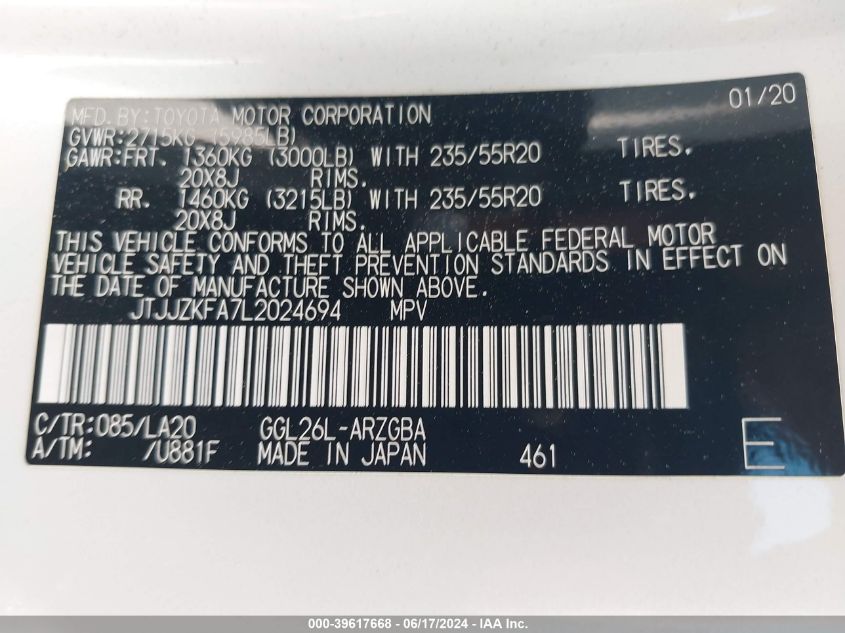 MFD.BY:TOYOTA MOTOR CORPORATION 01/20
GVWR:2715KG (5985LB)
GAWR:FRT. 1360KG (3000LB) WITH 235/55R20 TIRES.
20X8J RIMS.
RR. 1460KG (3215LB) WITH 235/55R20 TIRES.
20X8J RIMS.
THIS VEHICLE CONFORMS TO ALL APPLICABLE FEDERAL MOTOR
VEHICLE SAFETY AND THEFT PREVENTION STANDARDS IN EFFECT ON
THE DATE OF MANUFACTURE SHOWN ABOVE.
JTJJZKFA7L2024694 MPV
C/TR:085/LA20 GGL26L-ARZGBA
A/TM: /U881F MADE IN JAPAN 461 E
000-39617668 - 06/17/2024 - IAAI Inc.